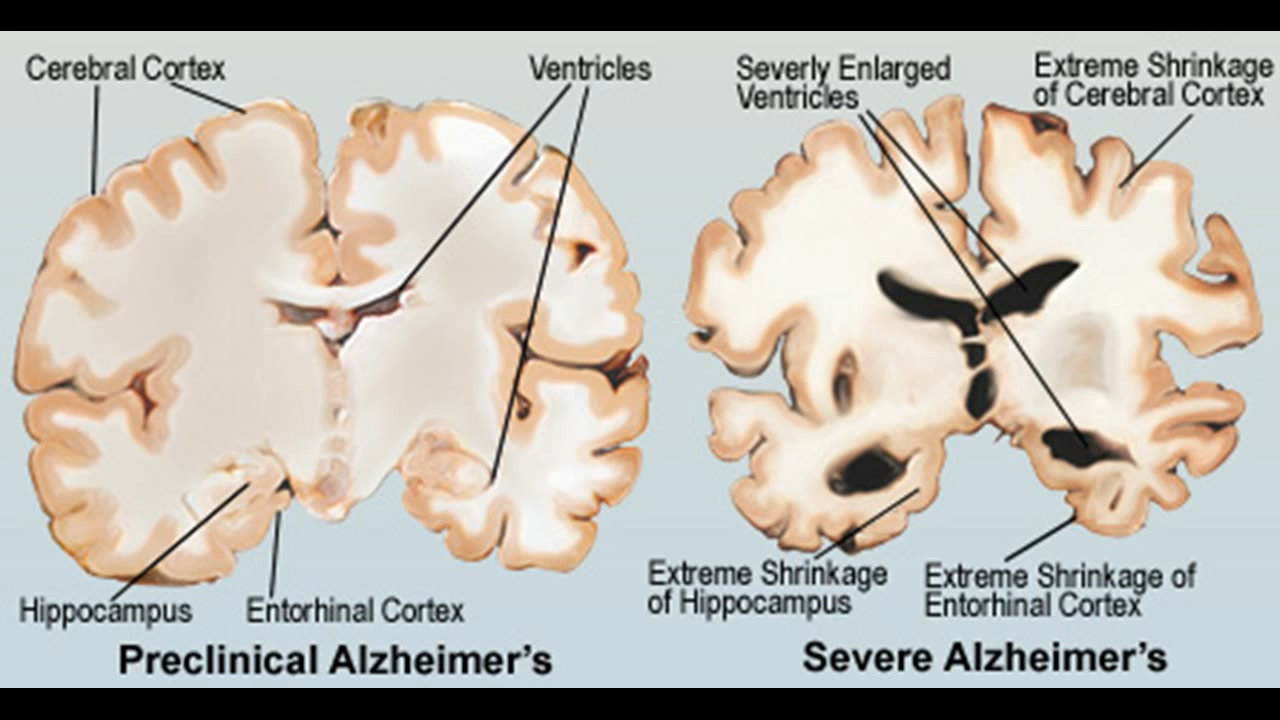 Cerebral Cortex
Ventricles
Hippocampus
Entorhinal Cortex
Preclinical Alzheimer's
Severly Enlarged
Ventricles
Extreme Shrinkage
of Cerebral Cortex
Extreme Shrinkage
of Hippocampus
Extreme Shrinkage of
Entorhinal Cortex
Severe Alzheimer's